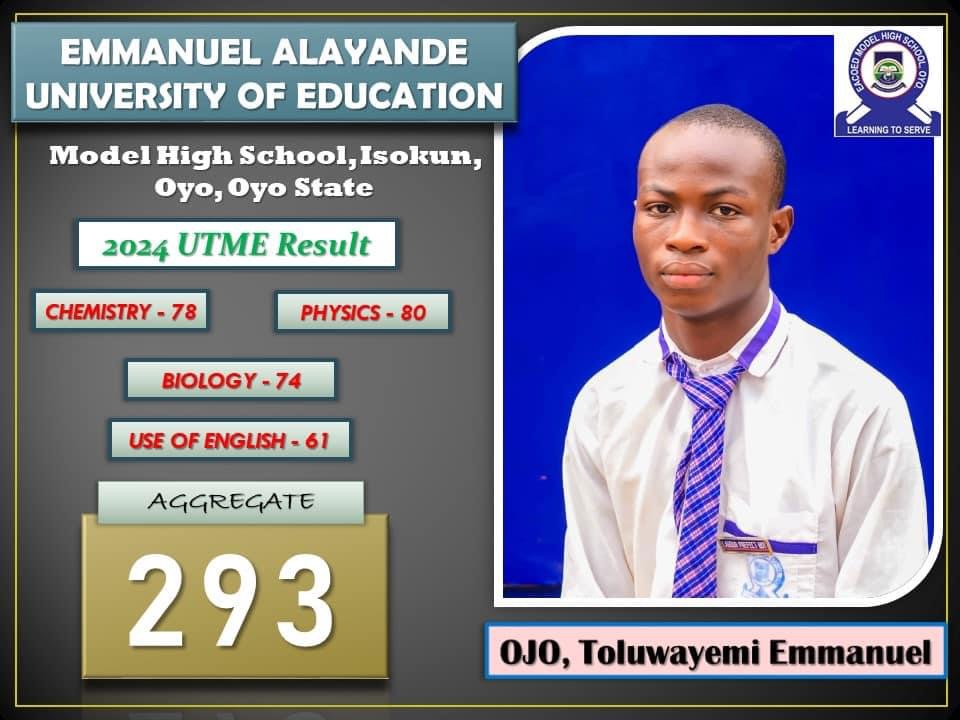 EMMANUEL ALAYANDE
UNIVERSITY OF EDUCATION
EACOED MODEL HIGH SCHOOL, OYO.
LEARNING TO SERVE
Model High School, Isokun,
Oyo, Oyo State
2024 UTME Result
CHEMISTRY - 78
PHYSICS - 80
BIOLOGY - 74
USE OF ENGLISH - 61
AGGREGATE
293
OJO, Toluwayemi Emmanuel